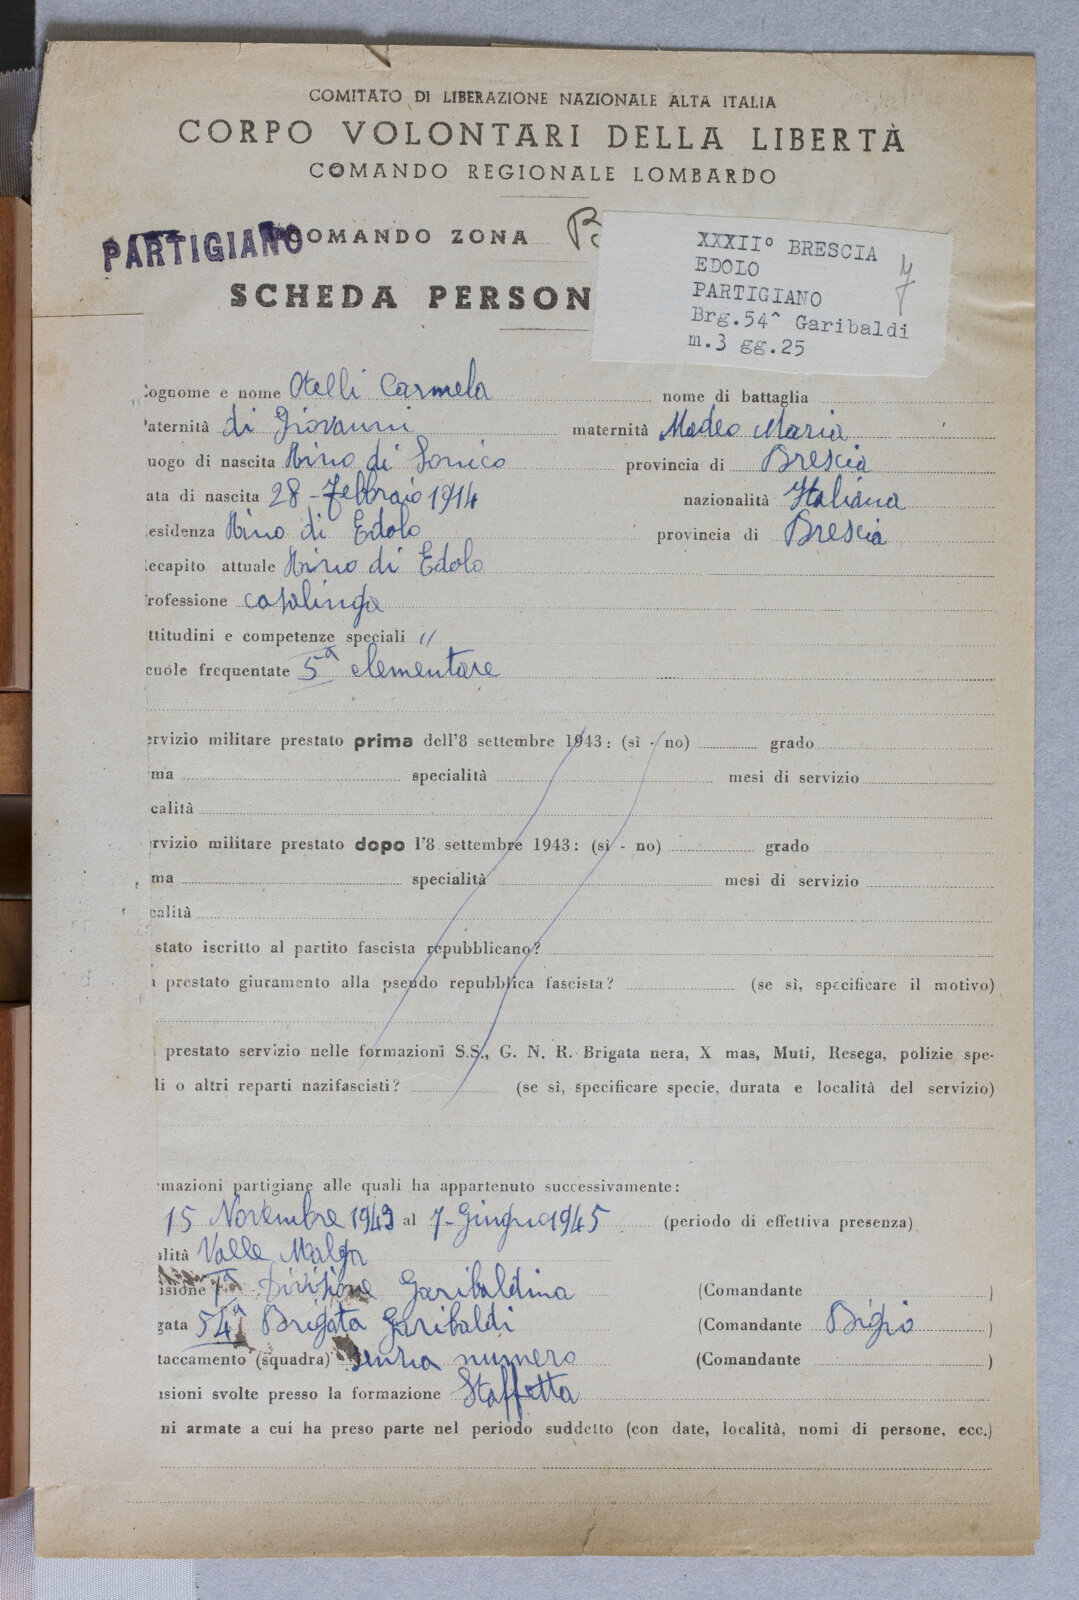 COMITATO DI LIBERAZIONE NAZIONALE ALTA ITALIA
CORPO VOLONTARI DELLA LIBERTÀ
COMANDO REGIONALE LOMBARDO
PARTIGIANO
COMANDO ZONA
SCHEDA PERSON
XXXII° BRESCIA
EDOLO
PARTIGIANO
Brg.54^ Garibaldi
m.3 gg.25
7
ognome e nome Otelli Carmela nome di battaglia
aternità di Giovanni maternità Madeo Maria
uogo di nascita Rino di Sonico provincia di Brescia
ata di nascita 28 - Febbraio 1914 nazionalità Italiana
esidenza Rino di Edolo provincia di Brescia
ecapito attuale Rino di Edolo
rofessione casalinga
ttitudini e competenze speciali //
cuole frequentate 5ª elementare
ervizio militare prestato prima dell'8 settembre 1943: (sì - no) grado
ma specialità mesi di servizio
calità
rvizio militare prestato dopo l'8 settembre 1943: (sì - no) grado
ma specialità mesi di servizio
calità
stato iscritto al partito fascista repubblicano?
prestato giuramento alla pseudo repubblica fascista? (se sì, specificare il motivo)
prestato servizio nelle formazioni S.S., G. N. R. Brigata nera, X mas, Muti, Resega, polizie spe-
li o altri reparti nazifascisti? (se sì, specificare specie, durata e località del servizio)
mazioni partigiane alle quali ha appartenuto successivamente:
15 Novembre 1943 al 7 - Giugno 1945 (periodo di effettiva presenza)
alità Valle Malga
isione 1ª Divisione Garibaldina (Comandante )
gata 54ª Brigata Garibaldi (Comandante Bigio )
taccamento (squadra) senza numero (Comandante )
sioni svolte presso la formazione Staffetta
ni armate a cui ha preso parte nel periodo suddetto (con date, località, nomi di persone, ecc.)